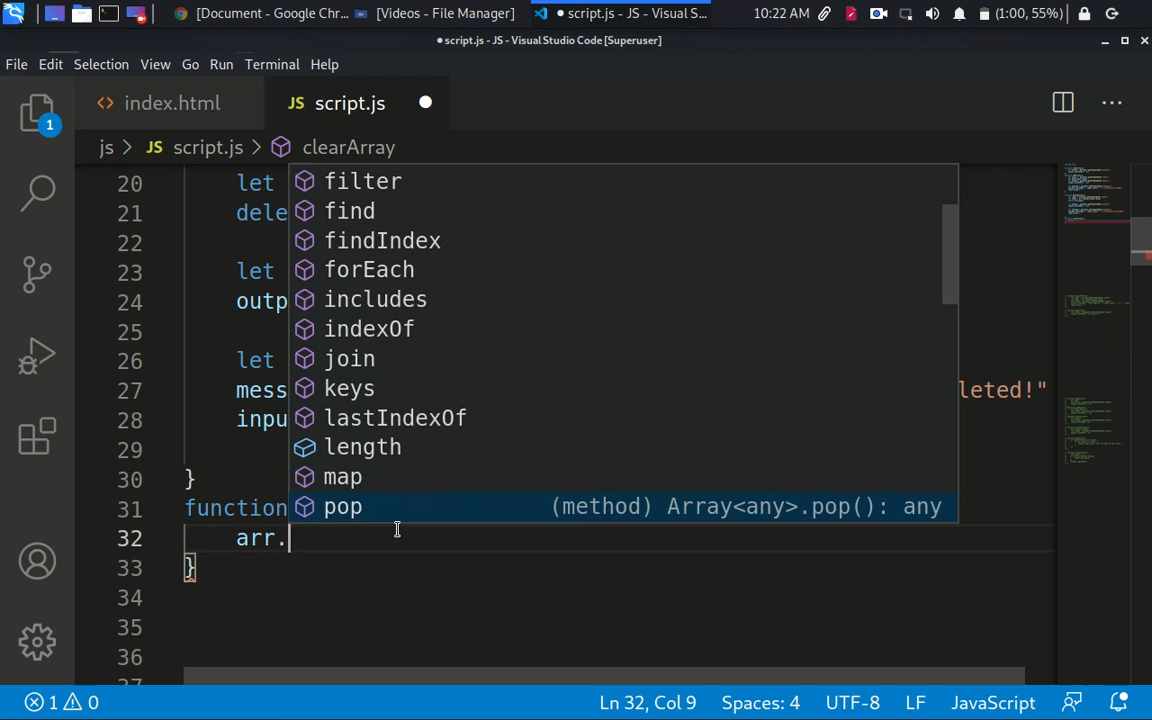 [Document - Google Chr... [Videos - File Manager] • script.js - JS - Visual S... 10:22 AM (1:00, 55%)
• script.js - JS - Visual Studio Code [Superuser]
File Edit Selection View Go Run Terminal Help
<> index.html JS script.js
js > JS script.js > clearArray
1
20 let
21 dele
22
23 let
24 outp
25
26 let
27 mess leted!"
28 inpu
29
30 }
31 function
32 arr.
33 }
34
35
36
filter
find
findIndex
forEach
includes
indexOf
join
keys
lastIndexOf
length
map
pop (method) Array<any>.pop(): any
1 0 Ln 32, Col 9 Spaces: 4 UTF-8 LF JavaScript